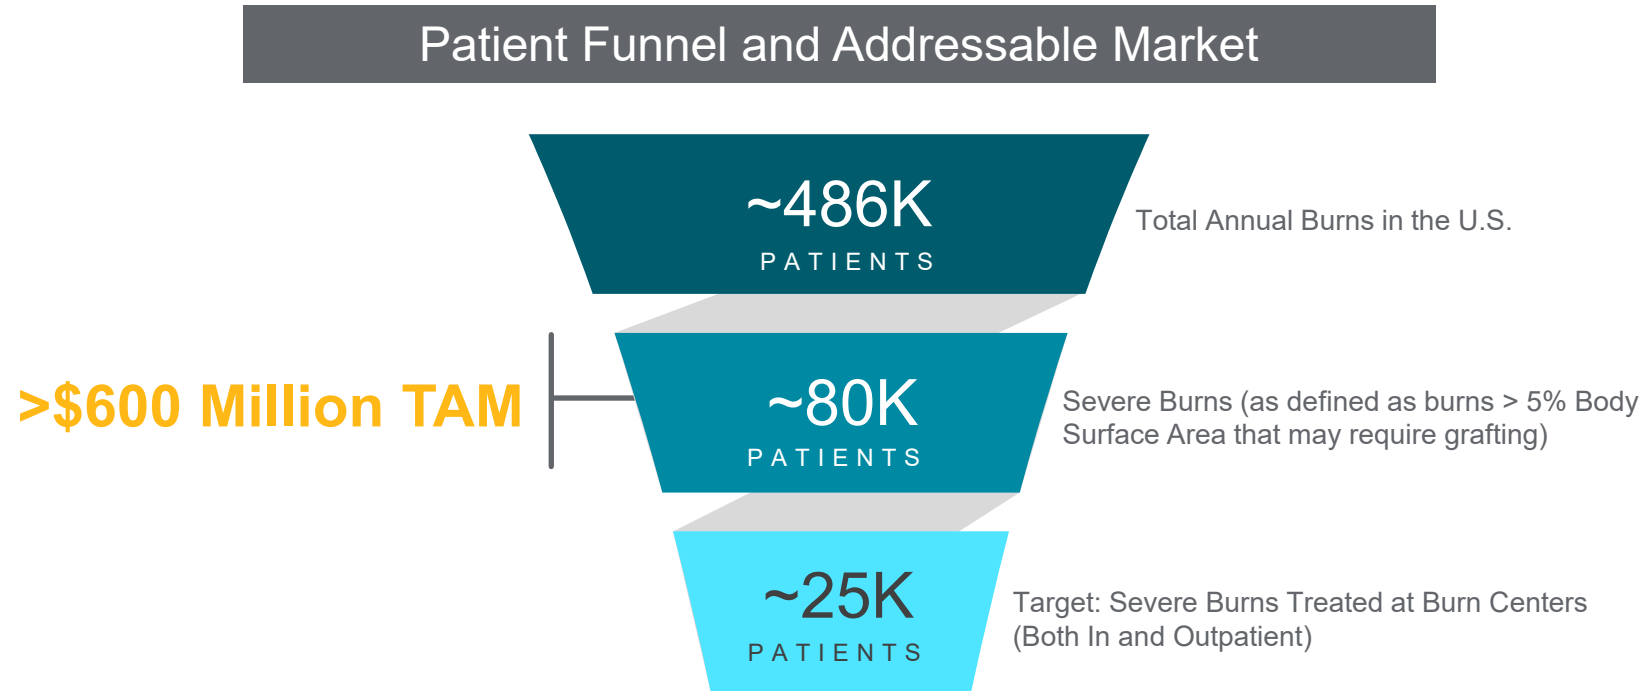 Patient Funnel and Addressable Market
~486K
PATIENTS
Total Annual Burns in the U.S.
>$600 Million TAM
~80K
PATIENTS
Severe Burns (as defined as burns > 5% Body
Surface Area that may require grafting)
~25K
PATIENTS
Target: Severe Burns Treated at Burn Centers
(Both In and Outpatient)